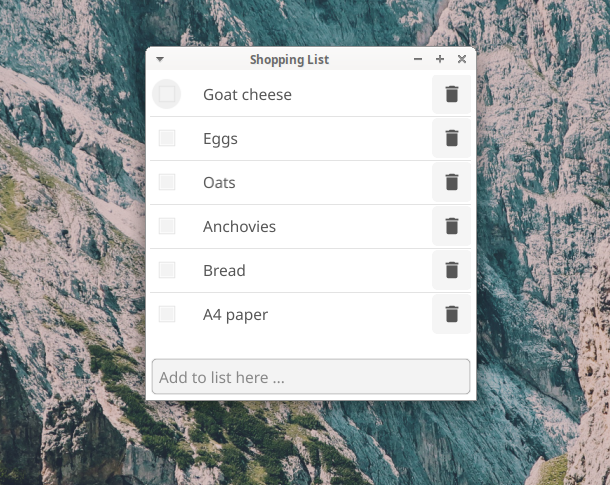 Shopping List
Goat cheese
Eggs
Oats
Anchovies
Bread
A4 paper
Add to list here ...